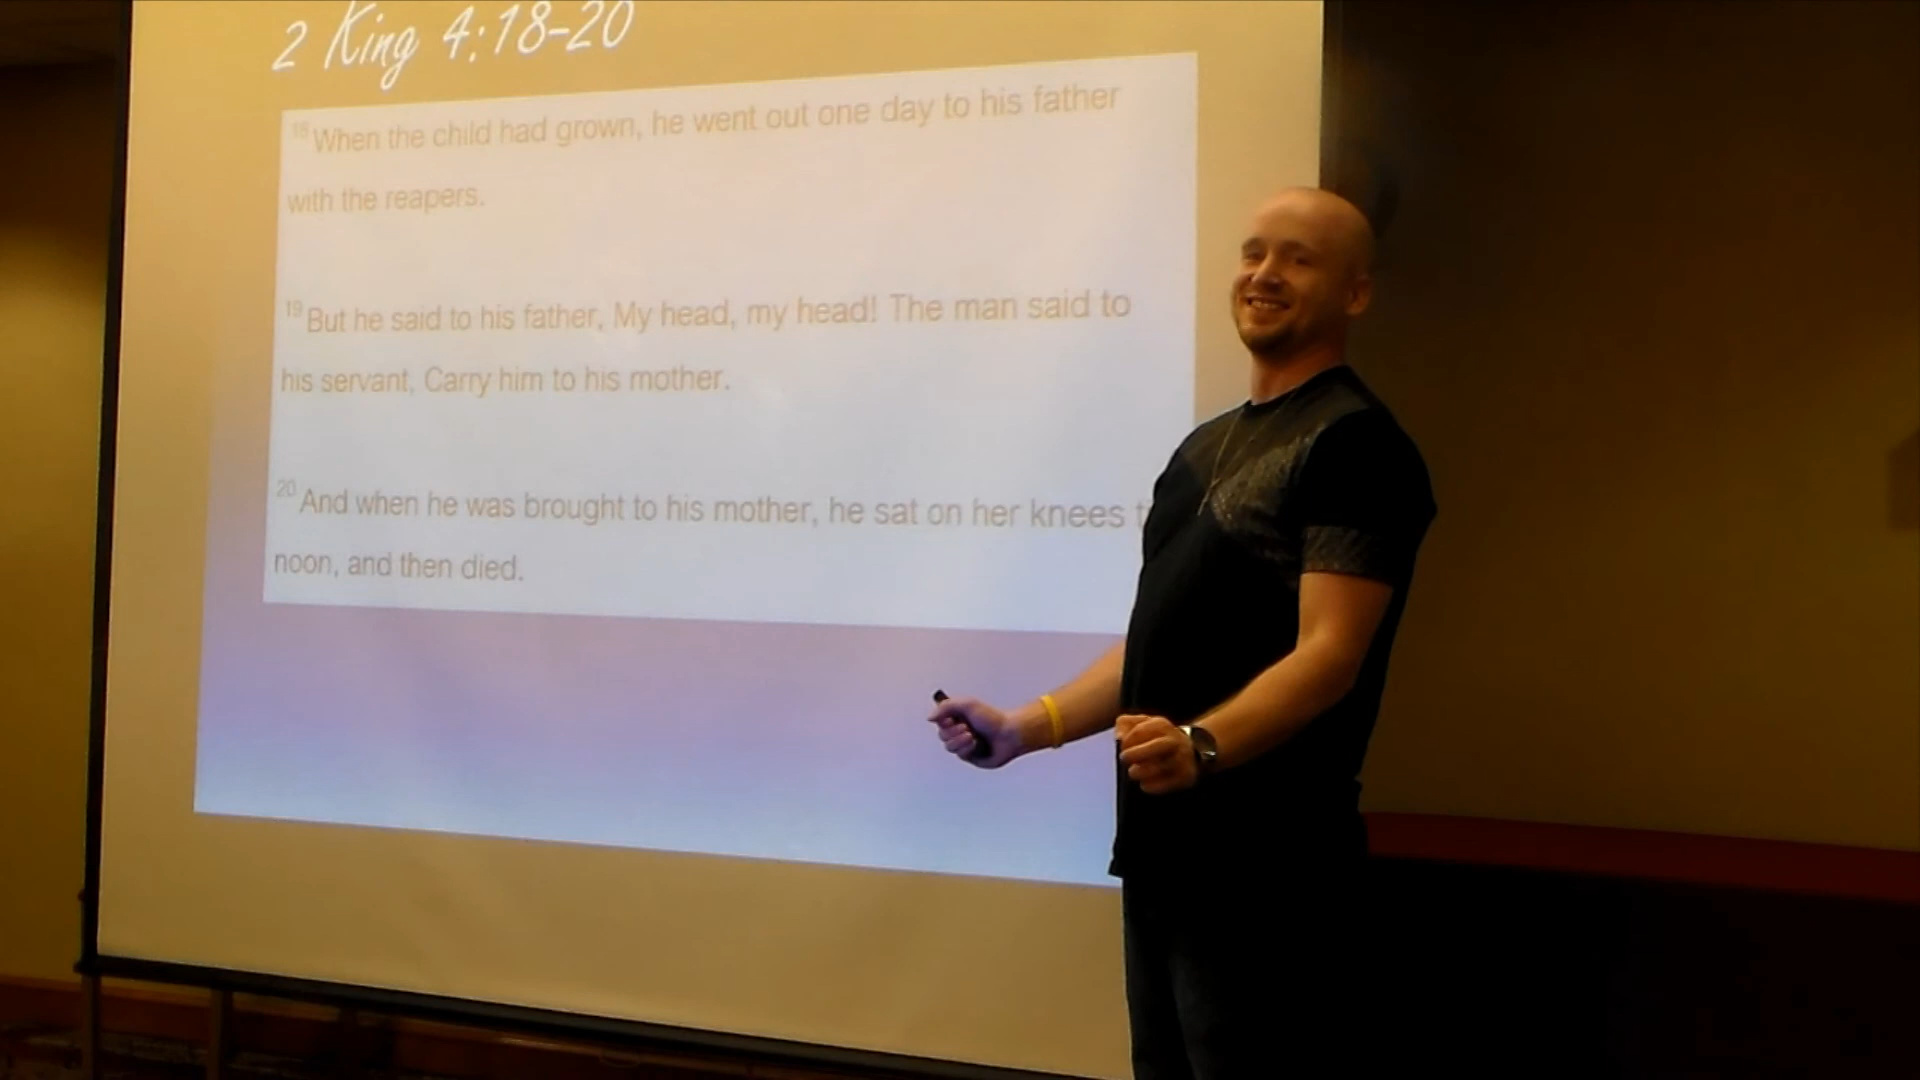 2 King 4:18-20
18 When the child had grown, he went out one day to his father
with the reapers.
19 But he said to his father, My head, my head! The man said to
his servant, Carry him to his mother.
20 And when he was brought to his mother, he sat on her knees
noon, and then died.